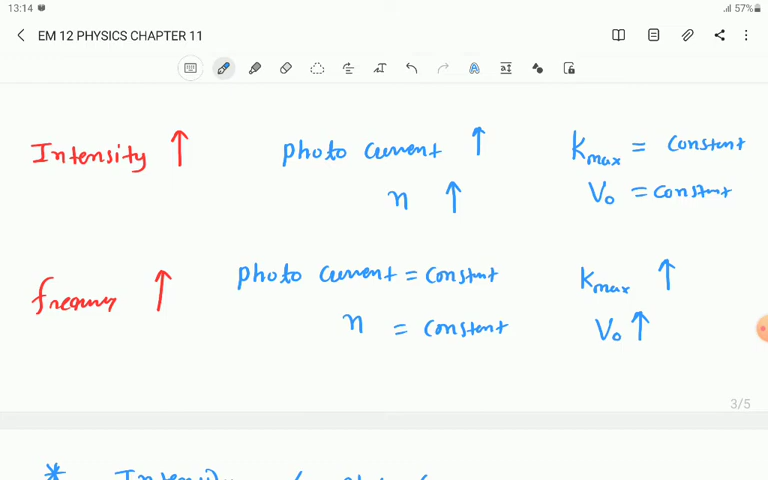 13:14
57%
EM 12 PHYSICS CHAPTER 11
Intensity ↑ photo current ↑ Kmax = constant
n ↑ V₀ = constant
photo current = constant Kmax ↑
↑
n = constant V₀ ↑
3/5
* Intensity